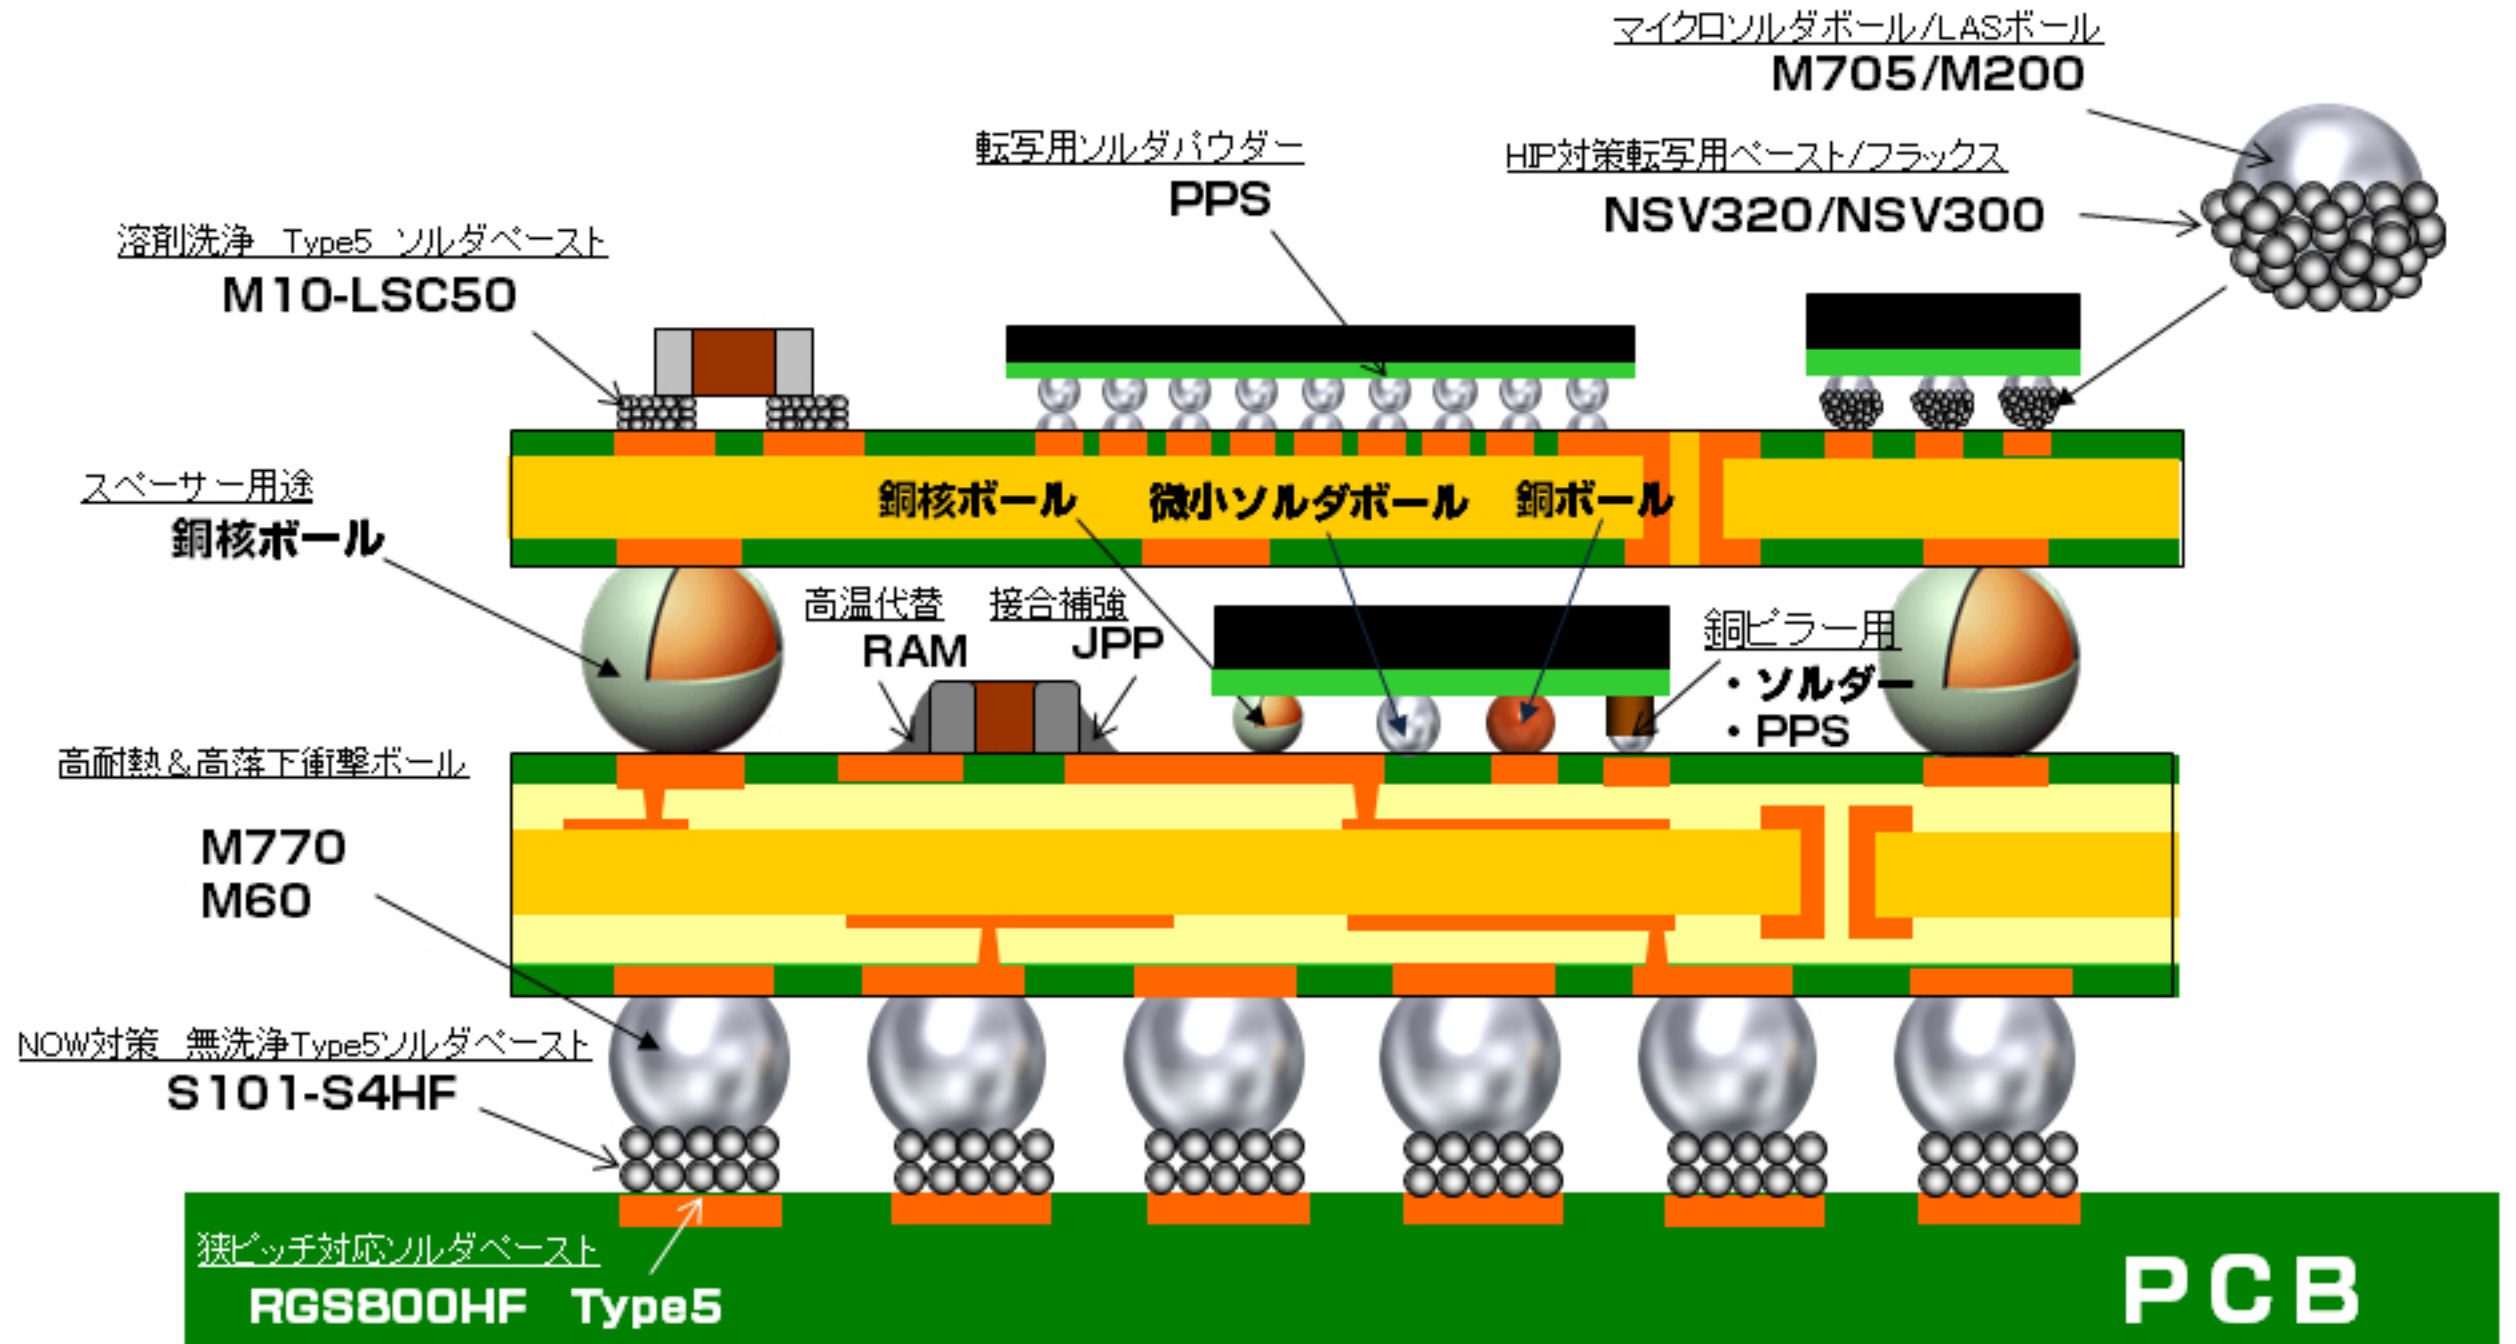 マイクロソルダボール/LASボール
M705/M200
転写用ソルダパウダー
PPS
HIP対策転写用ペースト/フラックス
NSV320/NSV300
溶剤洗浄　Type5　ソルダペースト
M10-LSC50
スペーサー用途
銅核ボール
銅核ボール
微小ソルダボール
銅ボール
高温代替
RAM
接合補強
JPP
銅ピラー用
・ソルダー
・PPS
高耐熱＆高落下衝撃ボール
M770
M60
NOW対策　無洗浄Type5ソルダペースト
S101-S4HF
狭ピッチ対応ソルダペースト
RGS800HF　Type5
PCB